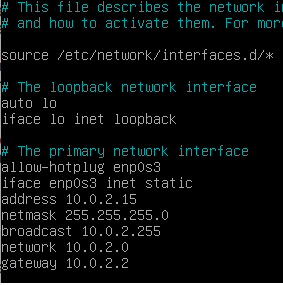 # This file describes the network in
# and how to activate them. For more
source /etc/network/interfaces.d/*
# The loopback network interface
auto lo
iface lo inet loopback
# The primary network interface
allow-hotplug enp0s3
iface enp0s3 inet static
address 10.0.2.15
netmask 255.255.255.0
broadcast 10.0.2.255
network 10.0.2.0
gateway 10.0.2.2